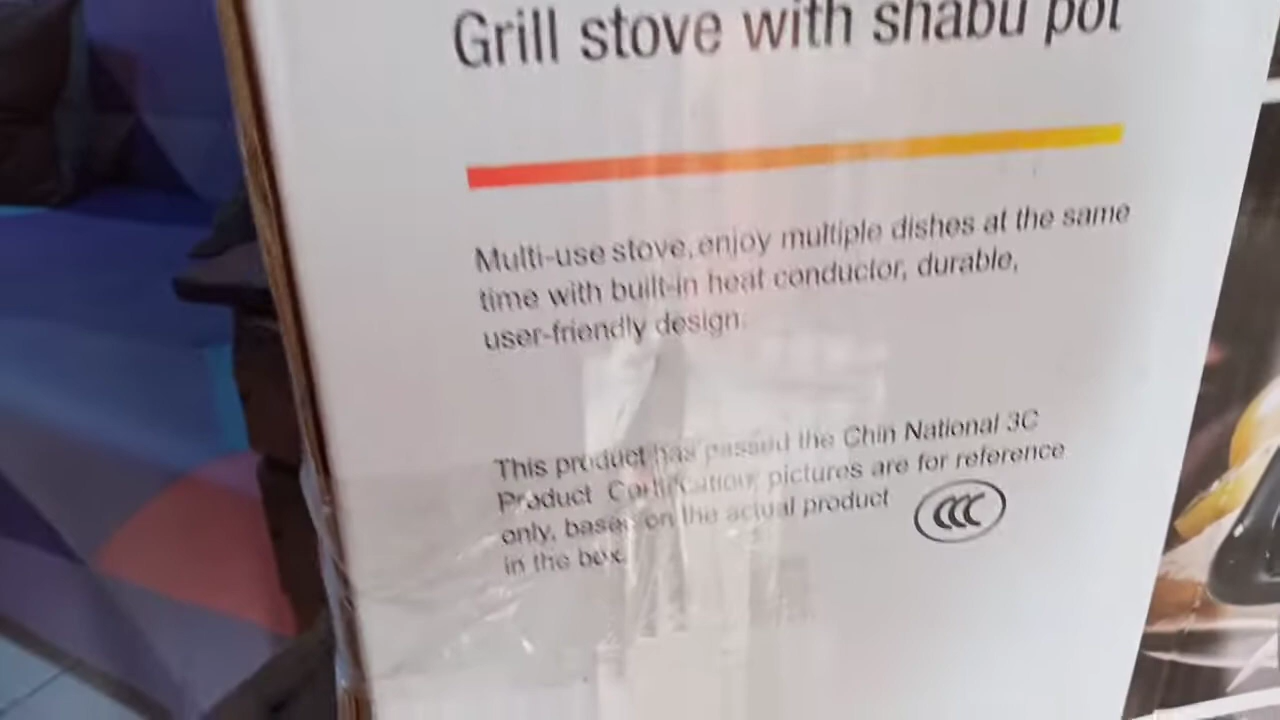 Grill stove with shabu pot
Multi-use stove, enjoy multiple dishes at the same
time with built-in heat conductor, durable,
user-friendly design.
This product has passed the Chin National 3C
Product Certification, pictures are for reference
only, based on the actual product
in the box.
CCC